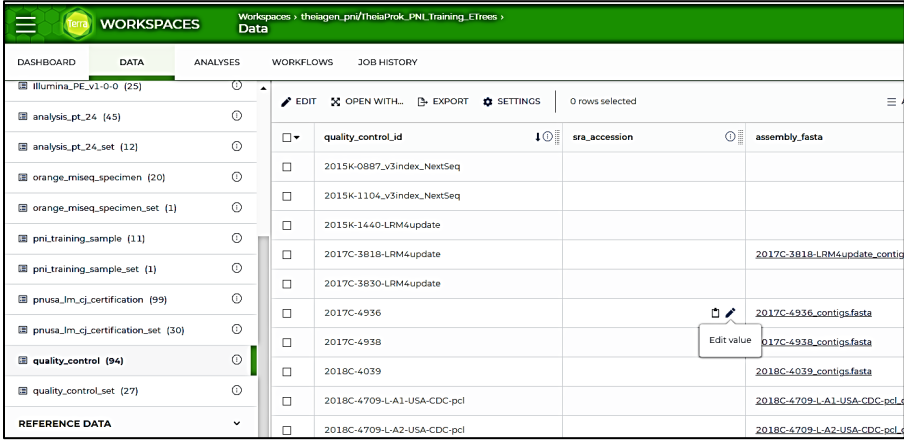 Terra
WORKSPACES
Workspaces › theiagen_pni/TheiaProk_PNI_Training_ETrees ›
Data
DASHBOARD DATA ANALYSES WORKFLOWS JOB HISTORY
Illumina_PE_v1-0-0 (25)
analysis_pt_24 (45)
analysis_pt_24_set (12)
orange_miseq_specimen (20)
orange_miseq_specimen_set (1)
pni_training_sample (11)
pni_training_sample_set (1)
pnusa_lm_cj_certification (99)
pnusa_lm_cj_certification_set (30)
quality_control (94)
quality_control_set (27)
REFERENCE DATA
EDIT OPEN WITH... EXPORT SETTINGS 0 rows selected
quality_control_id sra_accession assembly_fasta
2015K-0887_v3index_NextSeq
2015K-1104_v3index_NextSeq
2015K-1440-LRM4update
2017C-3818-LRM4update 2017C-3818-LRM4update_contig
2017C-3830-LRM4update
2017C-4936 2017C-4936_contigs.fasta
Edit value
2017C-4938 017C-4938_contigs.fasta
2018C-4039 2018C-4039_contigs.fasta
2018C-4709-L-A1-USA-CDC-pcl 2018C-4709-L-A1-USA-CDC-pcl_c
2018C-4709-L-A2-USA-CDC-pcl 2018C-4709-L-A2-USA-CDC-pcl_